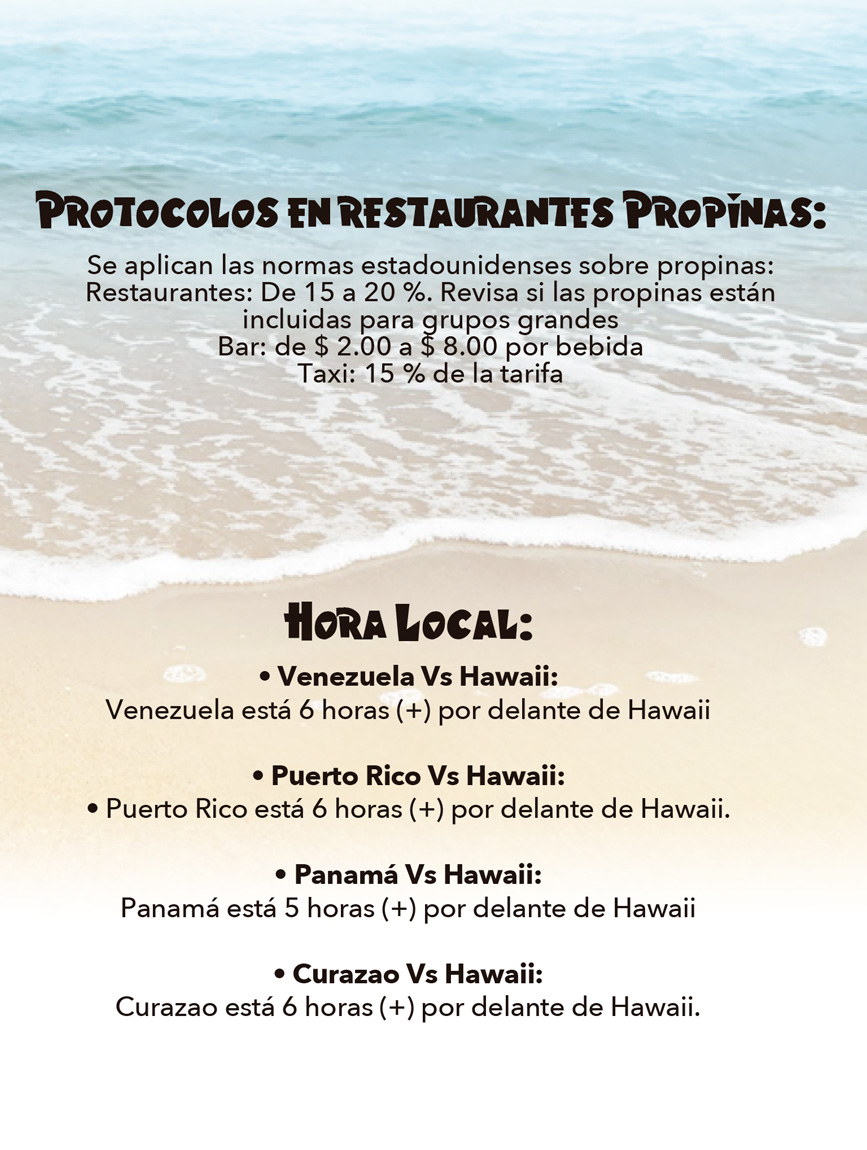 Protocolos en restaurantes Propinas:
Se aplican las normas estadounidenses sobre propinas:
Restaurantes: De 15 a 20 %. Revisa si las propinas están
incluidas para grupos grandes
Bar: de $ 2.00 a $ 8.00 por bebida
Taxi: 15 % de la tarifa
Hora Local:
• Venezuela Vs Hawaii:
Venezuela está 6 horas (+) por delante de Hawaii
• Puerto Rico Vs Hawaii:
• Puerto Rico está 6 horas (+) por delante de Hawaii.
• Panamá Vs Hawaii:
Panamá está 5 horas (+) por delante de Hawaii
• Curazao Vs Hawaii:
Curazao está 6 horas (+) por delante de Hawaii.